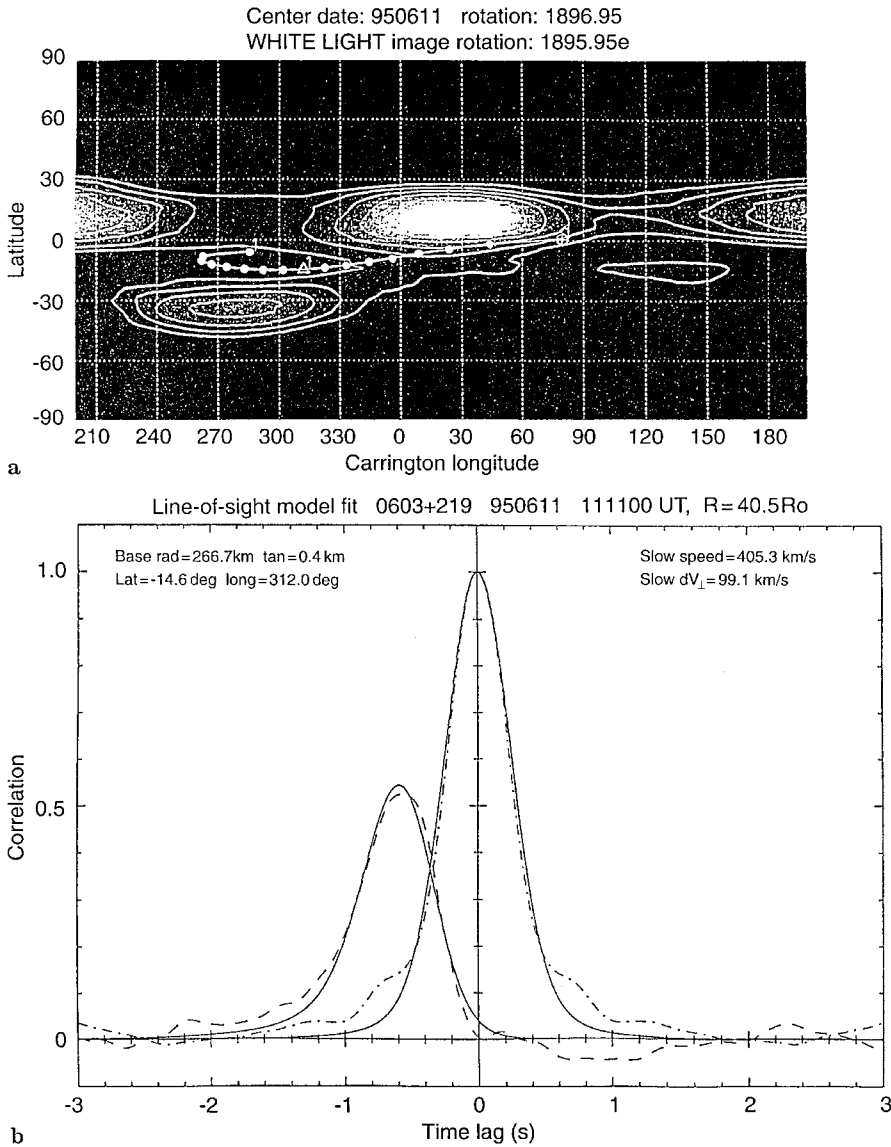 Center date: 950611 rotation: 1896.95
WHITE LIGHT image rotation: 1895.95e
90
60
30
0
-30
-60
-90
Latitude
210 240 270 300 330 0 30 60 90 120 150 180
Carrington longitude
a
Line-of-sight model fit 0603+219 950611 111100 UT, R=40.5Ro
Base rad=266.7km tan=0.4km
Lat=-14.6 deg long=312.0 deg
Slow speed=405.3 km/s
Slow dV⊥=99.1 km/s
1.0
0.5
0
Correlation
-3 -2 -1 0 1 2 3
Time lag (s)
b